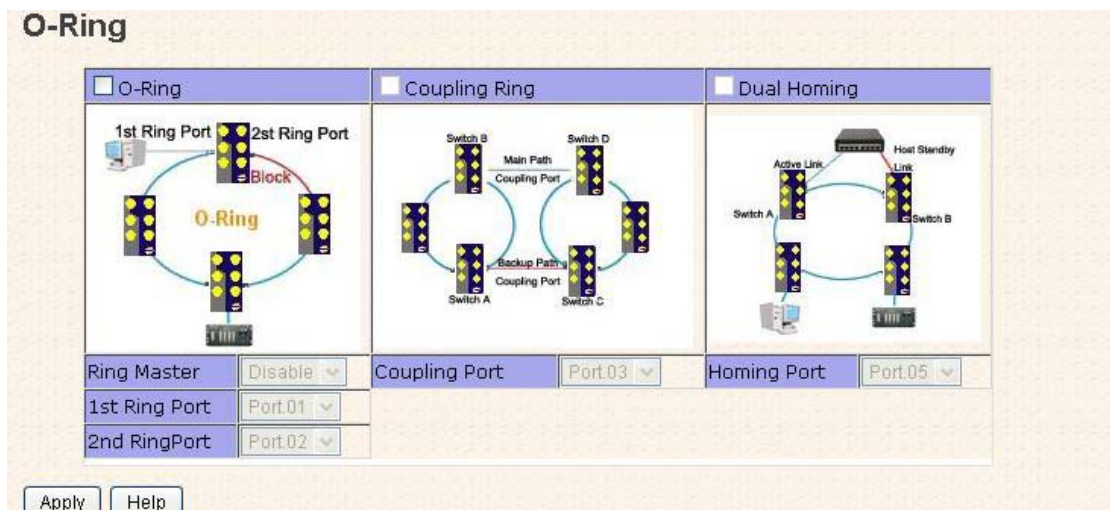 O-Ring
O-Ring
Coupling Ring
Dual Homing
1st Ring Port
2st Ring Port
Block
O-Ring
Switch B
Switch D
Main Path
Coupling Port
Backup Path
Coupling Port
Switch A
Switch C
Host Standby
Link
Active Link
Switch A
Switch B
Ring Master Disable
Coupling Port Port.03
Homing Port Port.05
1st Ring Port Port.01
2nd RingPort Port.02
Apply Help